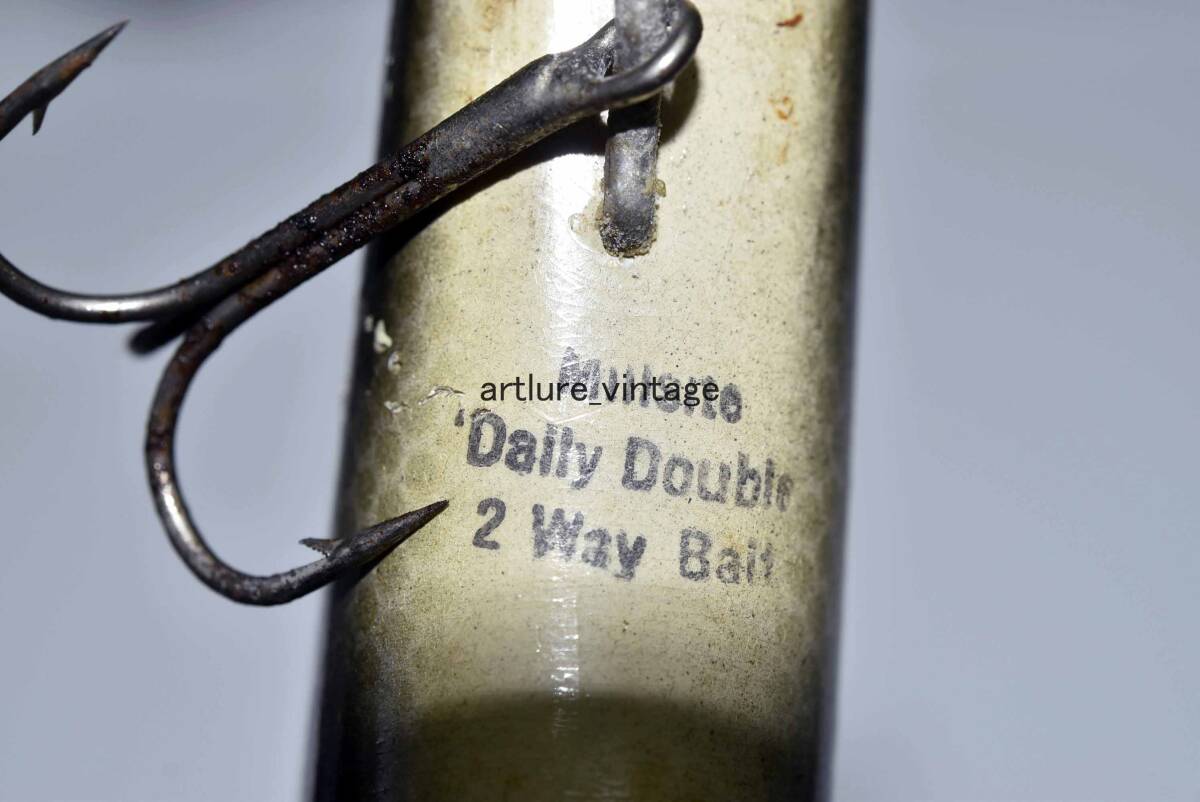 artlure_vintage
'Daily Double
2 Way Bait